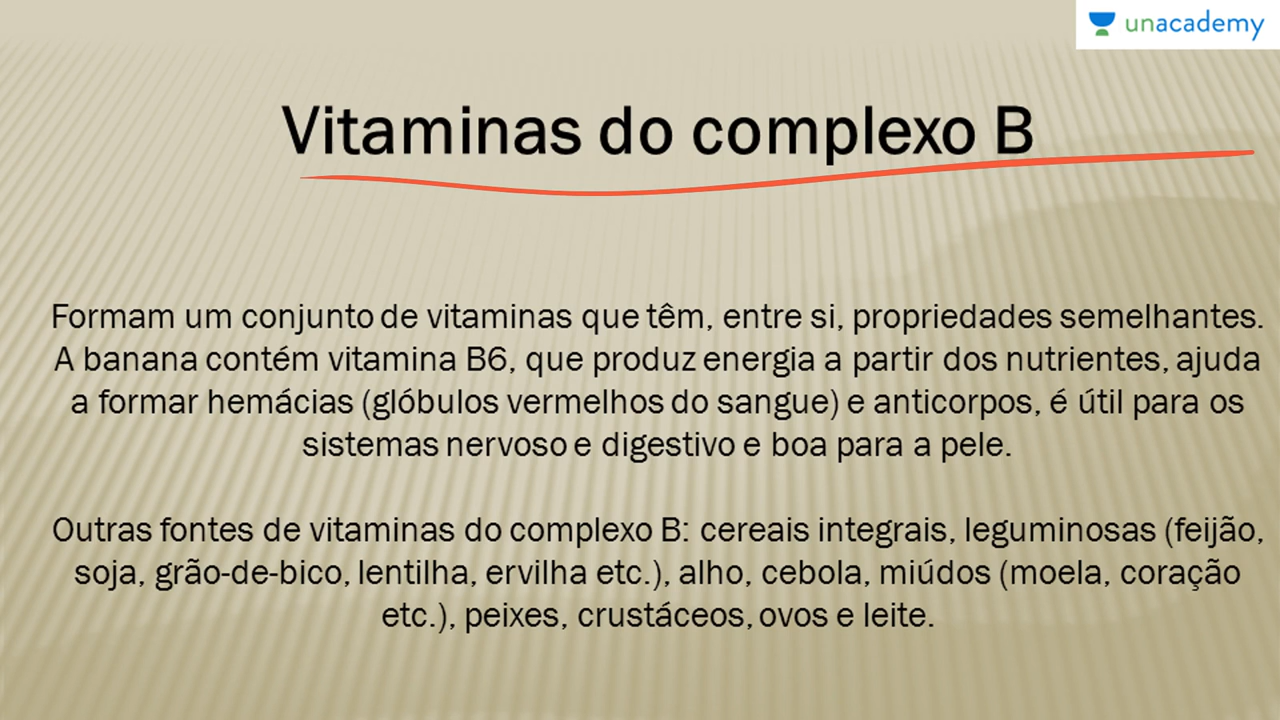 unacademy
Vitaminas do complexo B
Formam um conjunto de vitaminas que têm, entre si, propriedades semelhantes.
A banana contém vitamina B6, que produz energia a partir dos nutrientes, ajuda
a formar hemácias (glóbulos vermelhos do sangue) e anticorpos, é útil para os
sistemas nervoso e digestivo e boa para a pele.
Outras fontes de vitaminas do complexo B: cereais integrais, leguminosas (feijão,
soja, grão-de-bico, lentilha, ervilha etc.), alho, cebola, miúdos (moela, coração
etc.), peixes, crustáceos, ovos e leite.